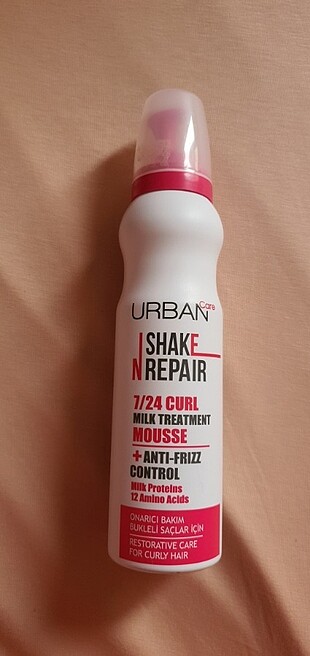 URBAN Care
SHAKE
N REPAIR
7/24 CURL
MILK TREATMENT
MOUSSE
+ ANTI-FRIZZ
CONTROL
Milk Proteins
12 Amino Acids
ONARICI BAKIM
BUKLELİ SAÇLAR İÇİN
RESTORATIVE CARE
FOR CURLY HAIR